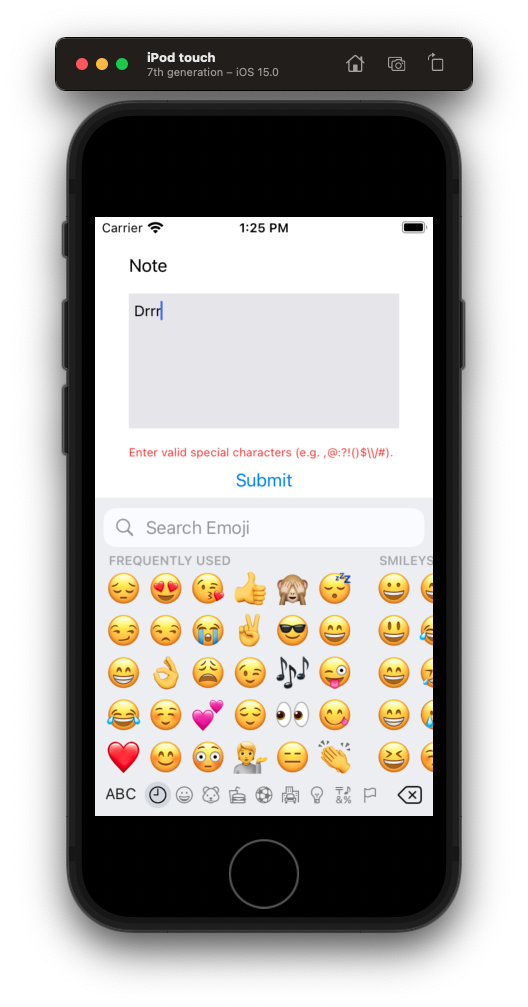 iPod touch
7th generation – iOS 15.0
Carrier 1:25 PM
Note
Drrr
Enter valid special characters (e.g. ,@:?!()$\\/#).
Submit
Search Emoji
FREQUENTLY USED SMILEYS
ABC